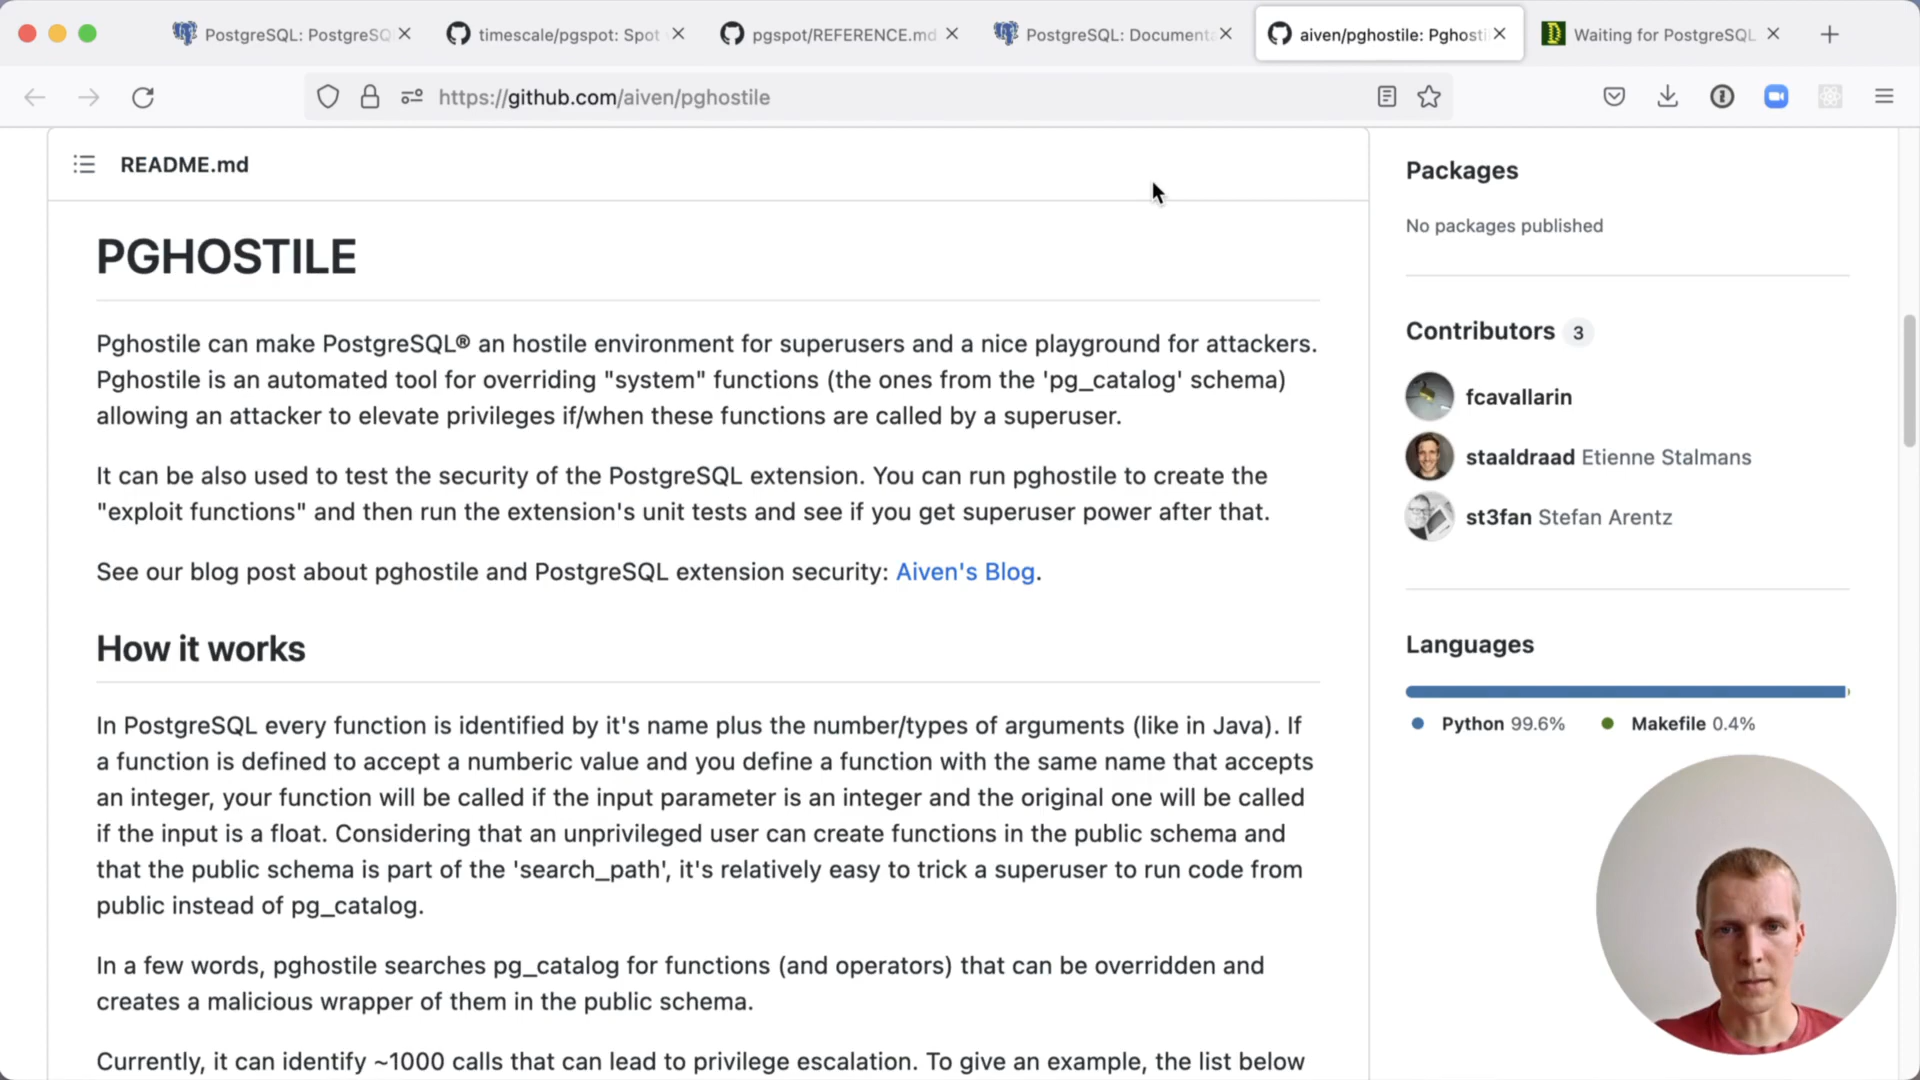 PostgreSQL: PostgreSQ
timescale/pgspot: Spot
pgspot/REFERENCE.md
PostgreSQL: Document
aiven/pghostile: Pghosti
Waiting for PostgreSQL
https://github.com/aiven/pghostile
README.md
PGHOSTILE
Pghostile can make PostgreSQL® an hostile environment for superusers and a nice playground for attackers.
Pghostile is an automated tool for overriding "system" functions (the ones from the 'pg_catalog' schema)
allowing an attacker to elevate privileges if/when these functions are called by a superuser.
It can be also used to test the security of the PostgreSQL extension. You can run pghostile to create the
"exploit functions" and then run the extension's unit tests and see if you get superuser power after that.
See our blog post about pghostile and PostgreSQL extension security: Aiven's Blog.
How it works
In PostgreSQL every function is identified by it's name plus the number/types of arguments (like in Java). If
a function is defined to accept a numberic value and you define a function with the same name that accepts
an integer, your function will be called if the input parameter is an integer and the original one will be called
if the input is a float. Considering that an unprivileged user can create functions in the public schema and
that the public schema is part of the 'search_path', it's relatively easy to trick a superuser to run code from
public instead of pg_catalog.
In a few words, pghostile searches pg_catalog for functions (and operators) that can be overridden and
creates a malicious wrapper of them in the public schema.
Currently, it can identify ~1000 calls that can lead to privilege escalation. To give an example, the list below
Packages
No packages published
Contributors 3
fcavallarin
staaldraad Etienne Stalmans
st3fan Stefan Arentz
Languages
Python 99.6% Makefile 0.4%